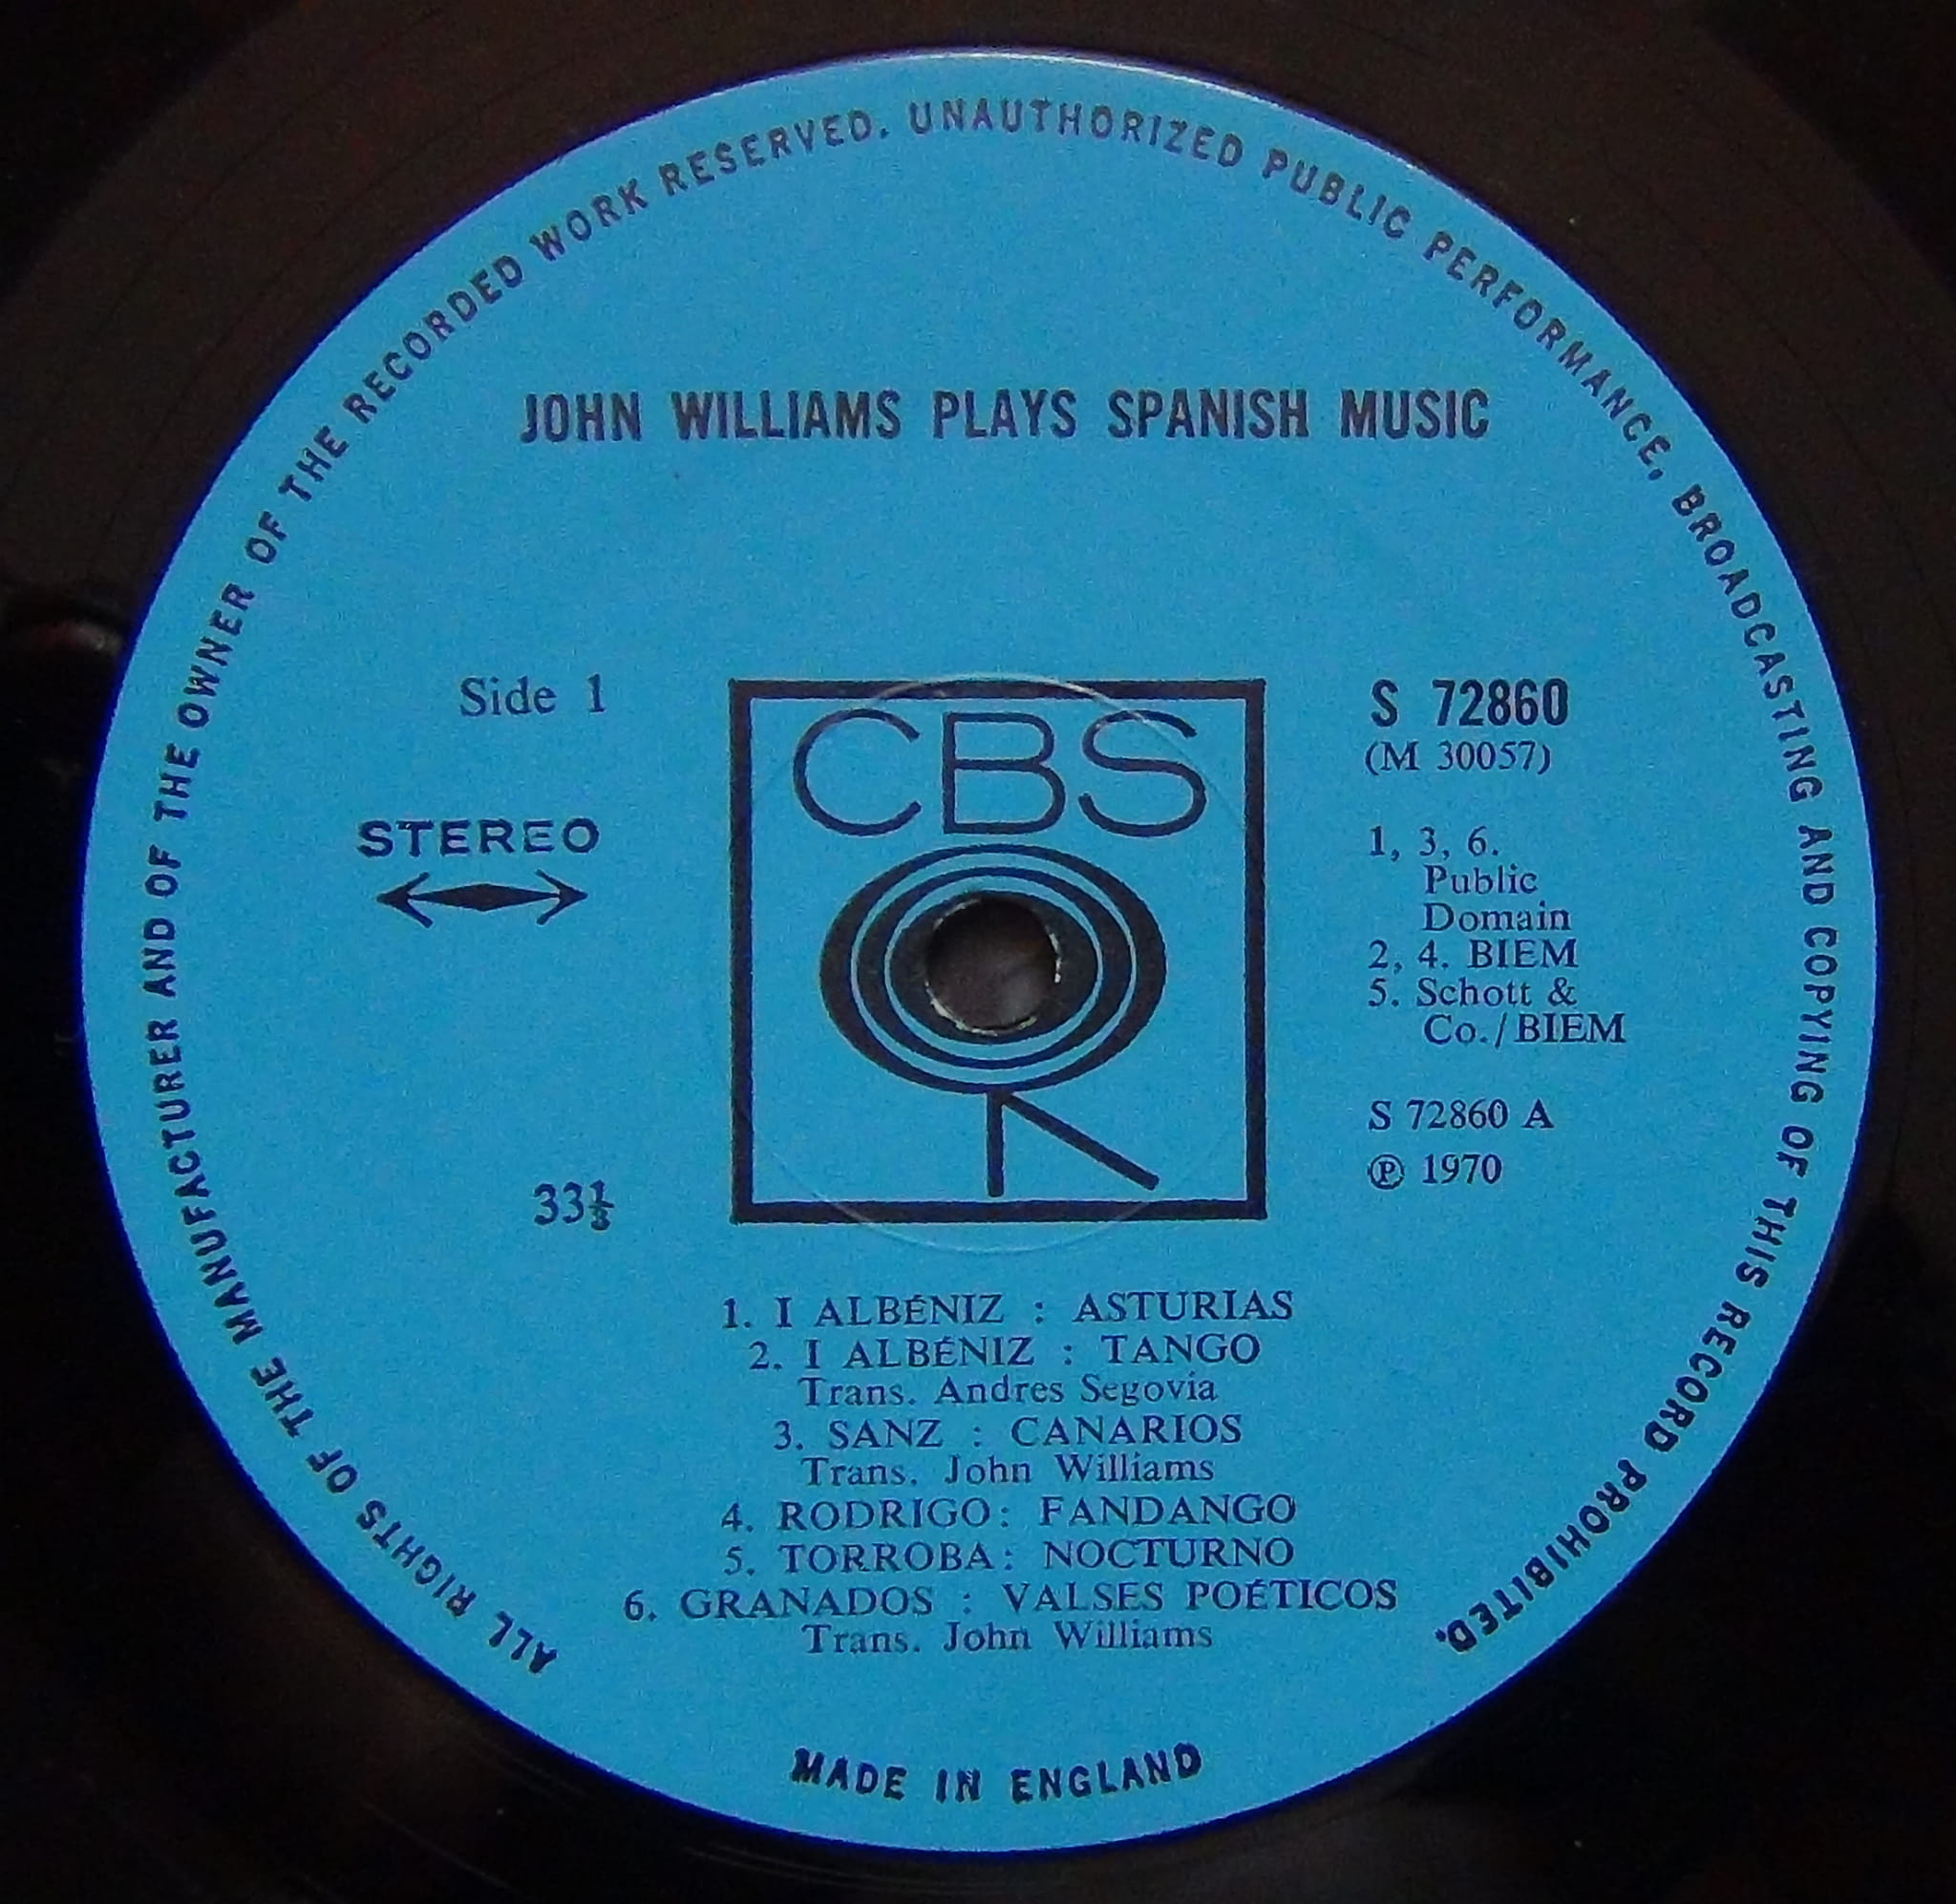 ALL RIGHTS OF THE MANUFACTURER AND OF THE OWNER OF THE RECORDED WORK RESERVED. UNAUTHORIZED PUBLIC PERFORMANCE, BROADCASTING AND COPYING OF THIS RECORD PROHIBITED.
JOHN WILLIAMS PLAYS SPANISH MUSIC
Side 1
STEREO
33⅓
CBS
S 72860
(M 30057)
1, 3, 6.
Public
Domain
2, 4. BIEM
5. Schott &
Co./BIEM
S 72860 A
℗ 1970
1. I ALBÉNIZ : ASTURIAS
2. I ALBÉNIZ : TANGO
Trans. Andres Segovia
3. SANZ : CANARIOS
Trans. John Williams
4. RODRIGO: FANDANGO
5. TORROBA: NOCTURNO
6. GRANADOS : VALSES POÉTICOS
Trans. John Williams
MADE IN ENGLAND